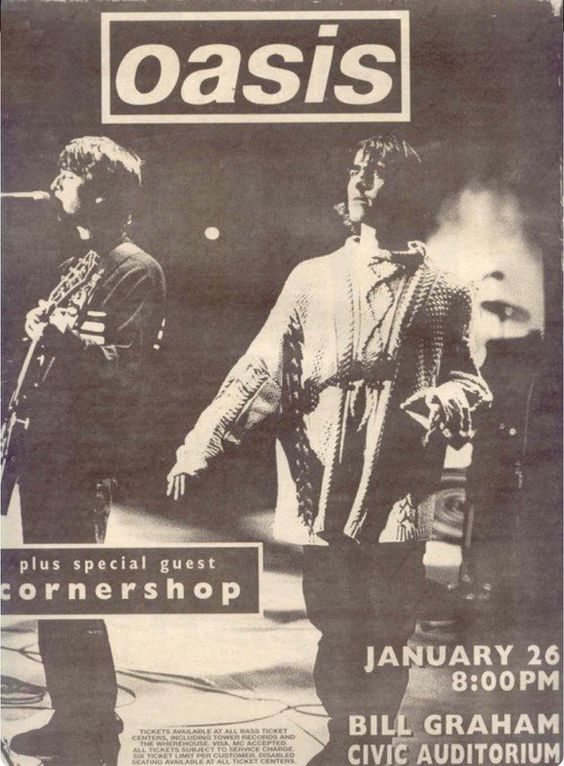 oasis
plus special guest
cornershop
JANUARY 26
8:00PM
BILL GRAHAM
CIVIC AUDITORIUM
TICKETS AVAILABLE AT ALL BASS TICKET
CENTERS, INCLUDING TOWER RECORDS AND
THE WHEREHOUSE. VISA, MC ACCEPTED.
ALL TICKETS SUBJECT TO SERVICE CHARGE.
SIX TICKET LIMIT PER CUSTOMER. DISABLED
SEATING AVAILABLE AT ALL TICKET CENTERS.